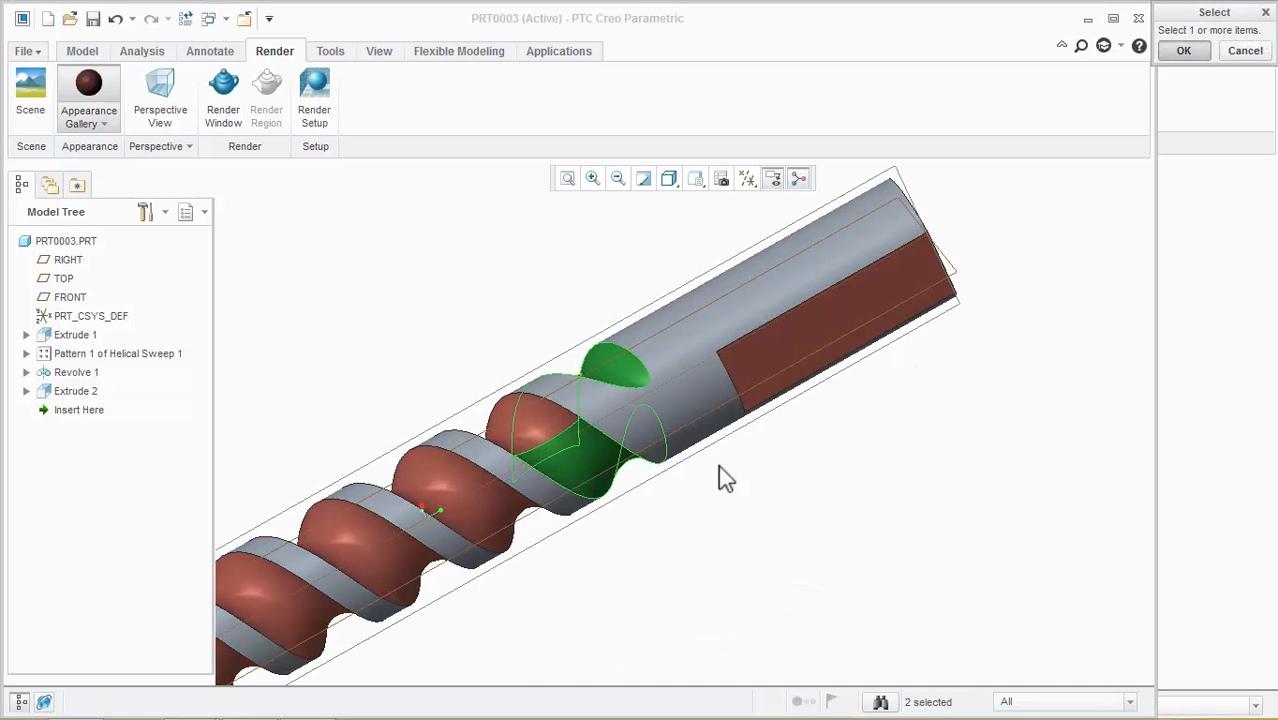 PRT0003 (Active) - PTC Creo Parametric
Select
Select 1 or more items.
OK Cancel
File Model Analysis Annotate Render Tools View Flexible Modeling Applications
Scene
Appearance Gallery
Perspective View
Render Window
Render Region
Render Setup
Scene Appearance Perspective Render Setup
Model Tree
PRT0003.PRT
RIGHT
TOP
FRONT
PRT_CSYS_DEF
Extrude 1
Pattern 1 of Helical Sweep 1
Revolve 1
Extrude 2
Insert Here
2 selected All